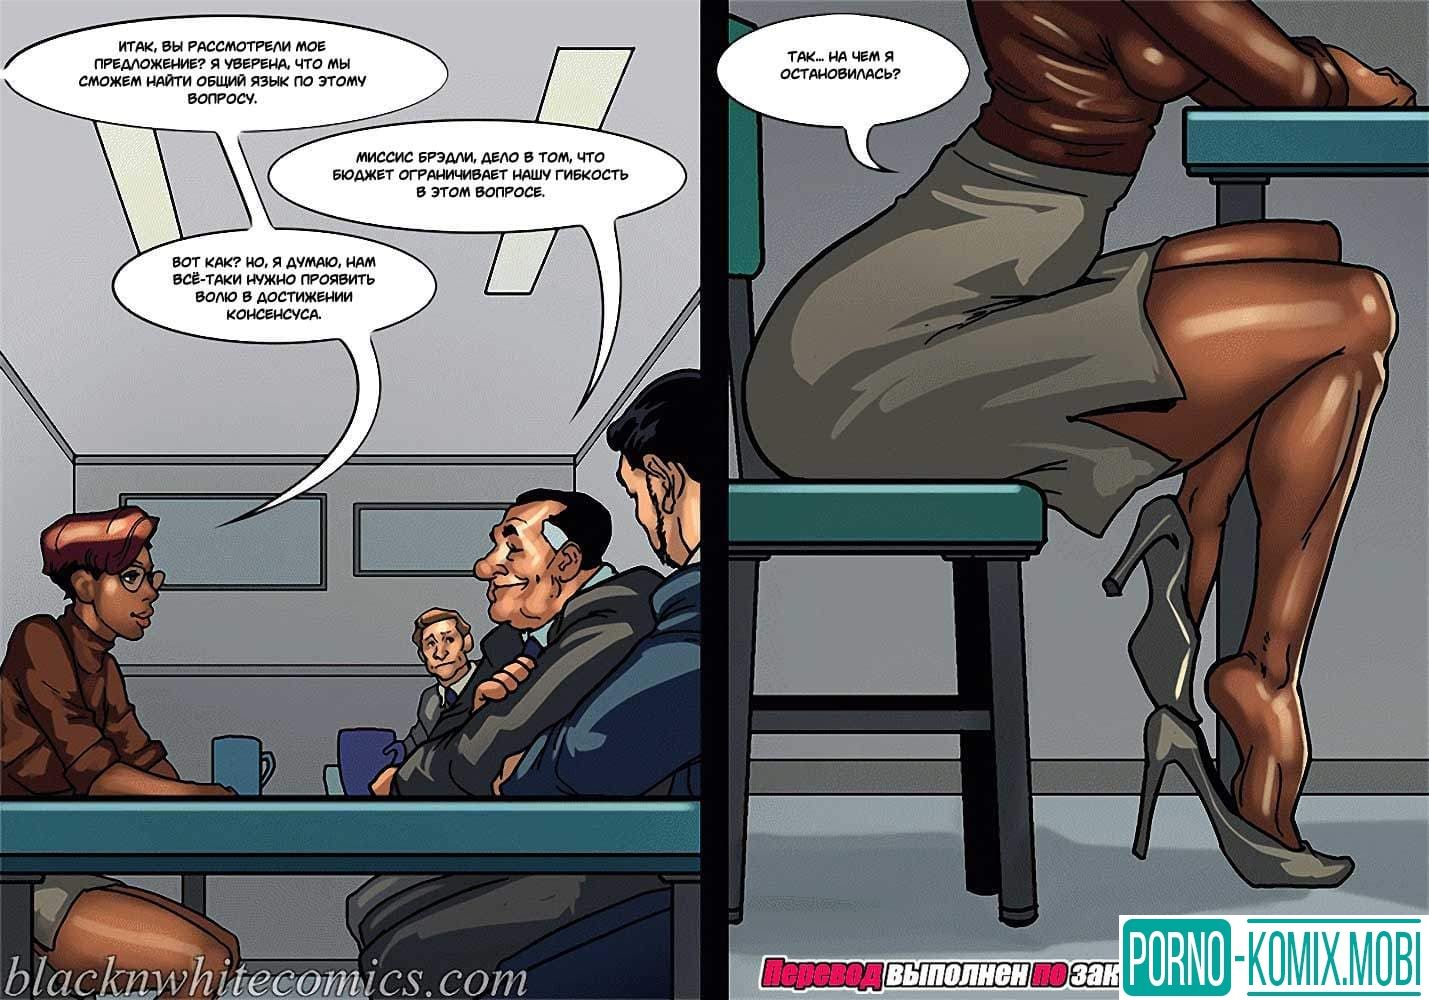 ИТАК, ВЫ РАССМОТРЕЛИ МОЕ
ПРЕДЛОЖЕНИЕ? Я УВЕРЕНА, ЧТО МЫ
СМОЖЕМ НАЙТИ ОБЩИЙ ЯЗЫК ПО ЭТОМУ
ВОПРОСУ.
МИССИС БРЭДЛИ, ДЕЛО В ТОМ, ЧТО
БЮДЖЕТ ОГРАНИЧИВАЕТ НАШУ ГИБКОСТЬ
В ЭТОМ ВОПРОСЕ.
ВОТ КАК? НО, Я ДУМАЮ, НАМ
ВСЁ-ТАКИ НУЖНО ПРОЯВИТЬ
ВОЛЮ В ДОСТИЖЕНИИ
КОНСЕНСУСА.
ТАК... НА ЧЕМ Я
ОСТАНОВИЛАСЬ?
blacknwhitecomics.com
Перевод выполнен по зак
PORNO-KOMIX.MOBI